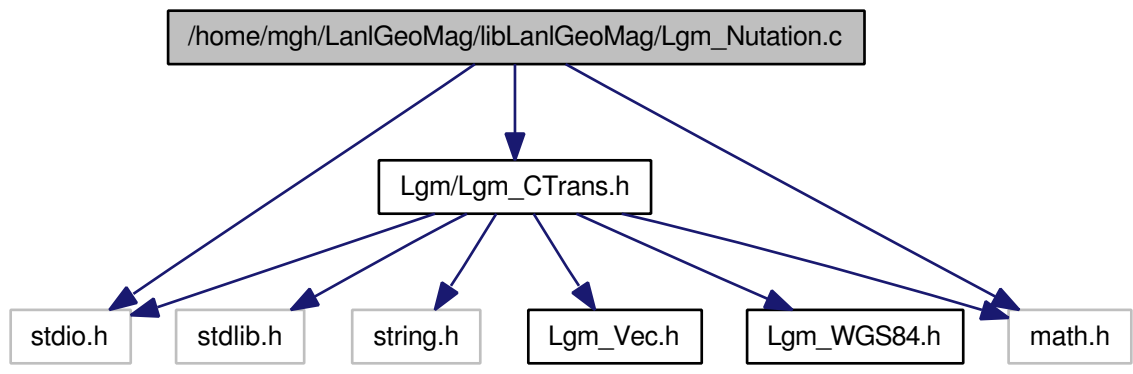 /home/mgh/LanlGeoMag/libLanlGeoMag/Lgm_Nutation.c
Lgm/Lgm_CTrans.h
stdio.h
stdlib.h
string.h
Lgm_Vec.h
Lgm_WGS84.h
math.h